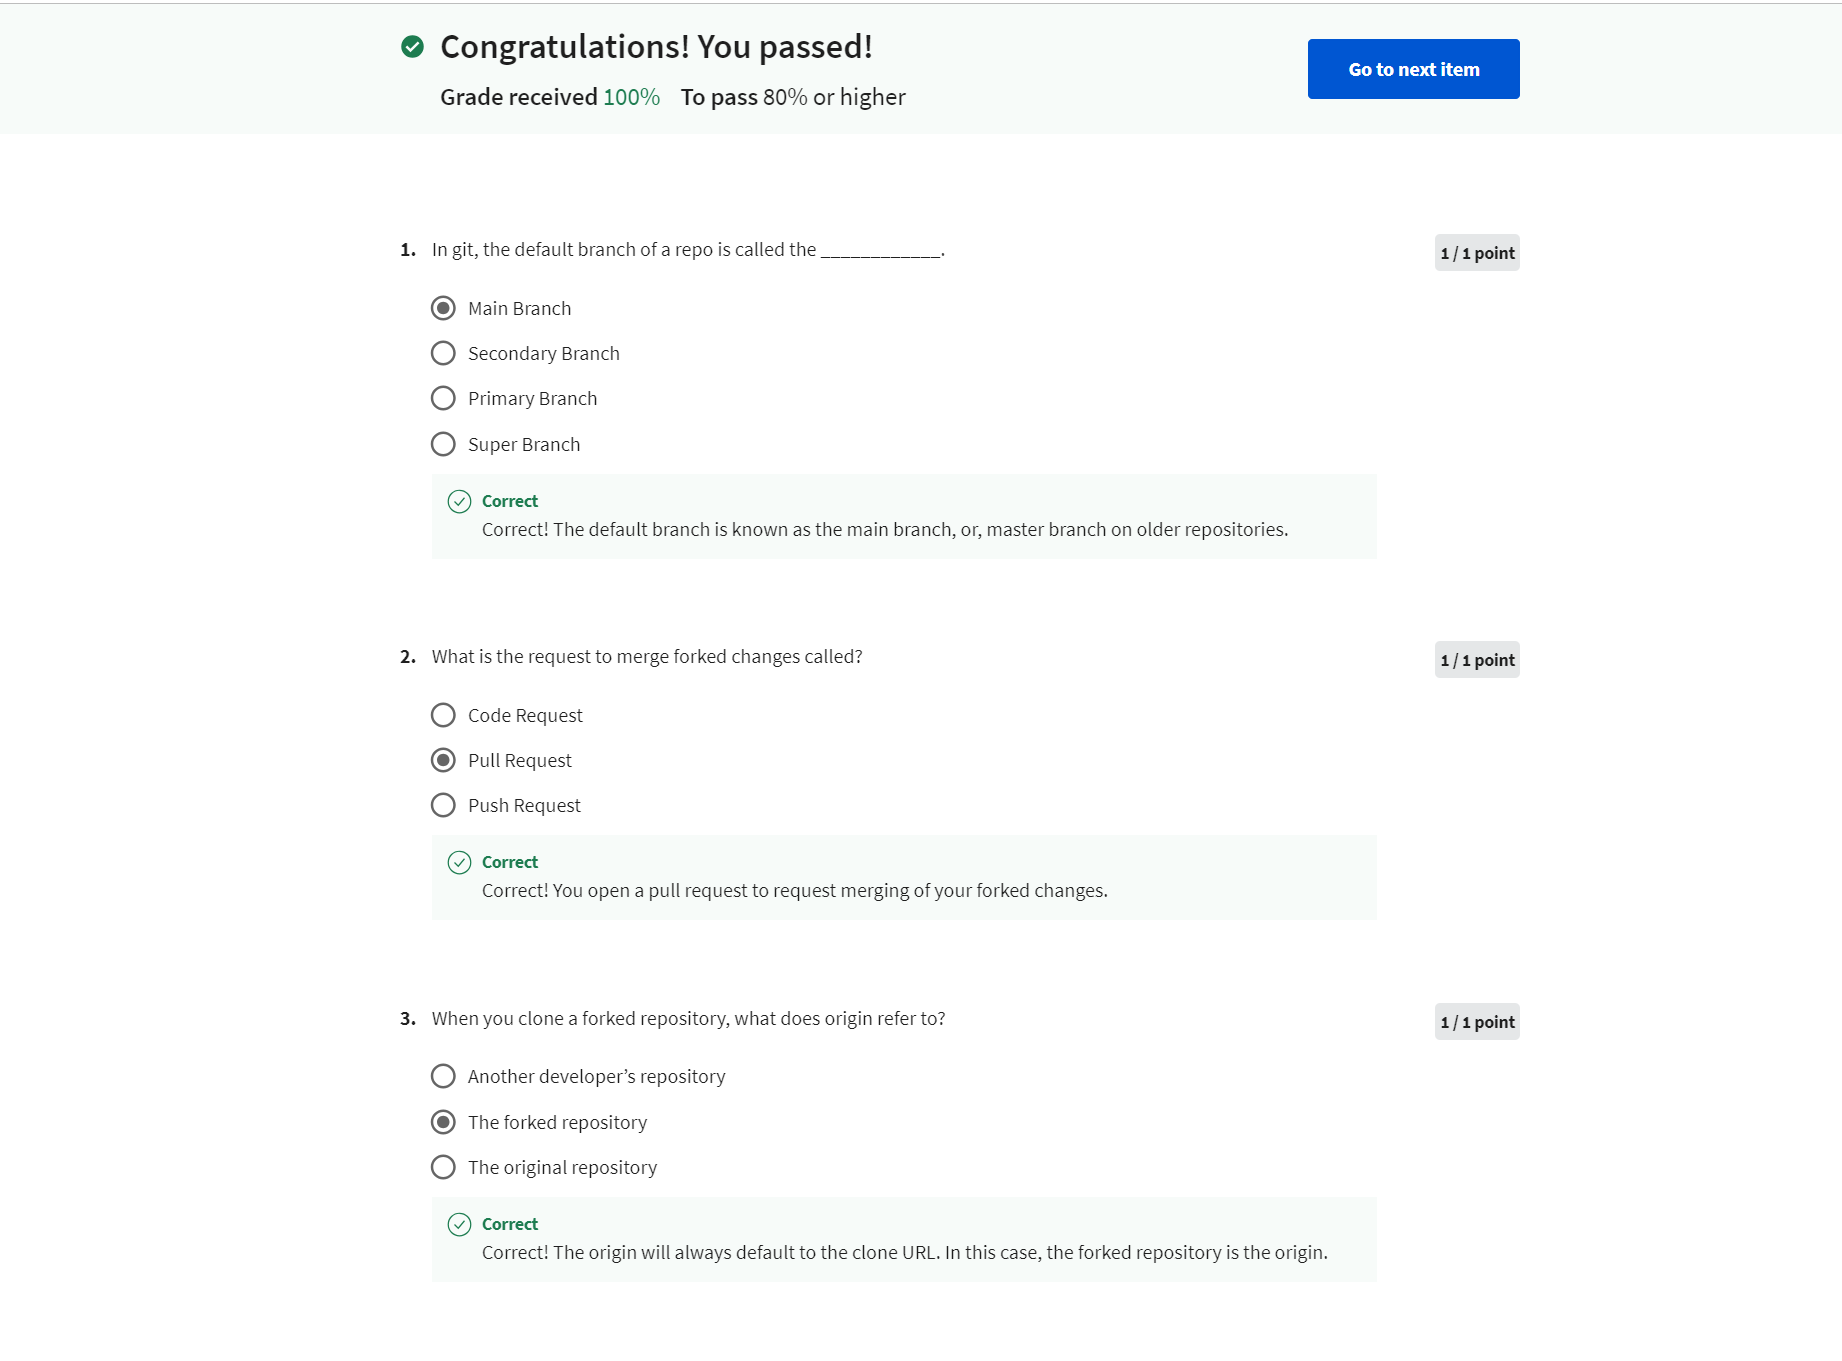 Congratulations! You passed!
Go to next item
Grade received 100% To pass 80% or higher
1. In git, the default branch of a repo is called the ____________.
1 / 1 point
Main Branch
Secondary Branch
Primary Branch
Super Branch
Correct
Correct! The default branch is known as the main branch, or, master branch on older repositories.
2. What is the request to merge forked changes called?
1 / 1 point
Code Request
Pull Request
Push Request
Correct
Correct! You open a pull request to request merging of your forked changes.
3. When you clone a forked repository, what does origin refer to?
1 / 1 point
Another developer’s repository
The forked repository
The original repository
Correct
Correct! The origin will always default to the clone URL. In this case, the forked repository is the origin.